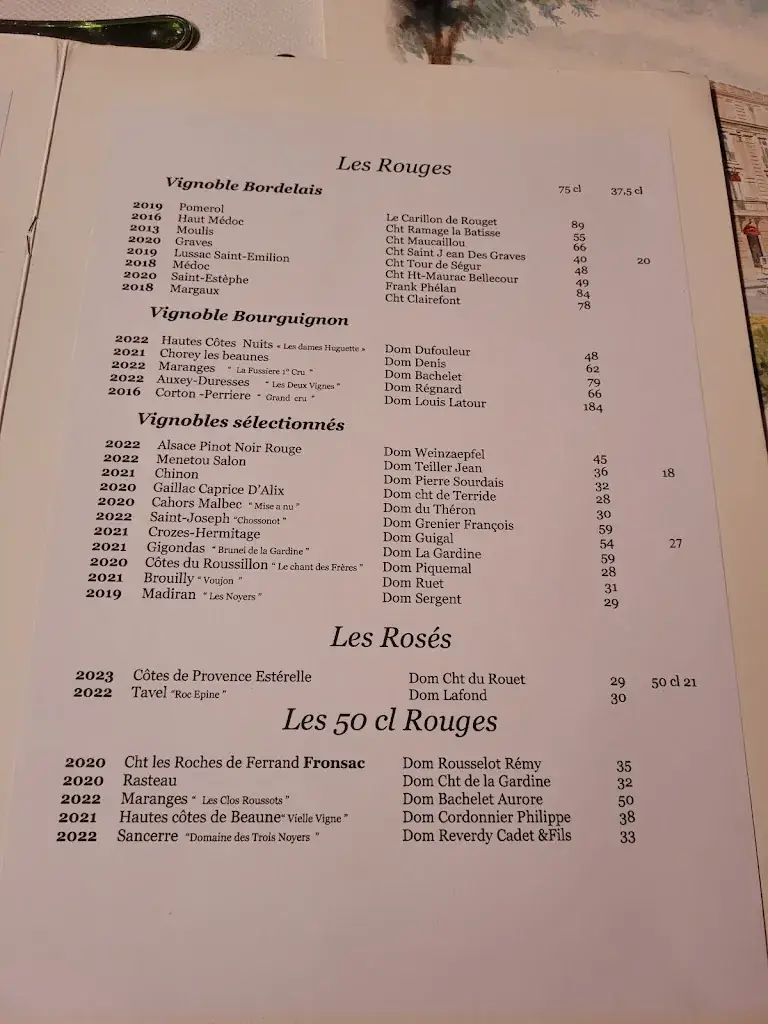 Les Rouges
Vignoble Bordelais 75 cl 37,5 cl
2019 Pomerol Le Carillon de Rouget 89
2016 Haut Médoc Cht Ramage la Batisse 55
2013 Moulis Cht Maucaillou 66
2020 Graves Cht Saint J ean Des Graves 40 20
2019 Lussac Saint-Emilion Cht Tour de Ségur 48
2018 Médoc Cht Ht-Maurac Bellecour 49
2020 Saint-Estèphe Frank Phélan 84
2018 Margaux Cht Clairefont 78
Vignoble Bourguignon
2022 Hautes Côtes Nuits « Les dames Huguette » Dom Dufouleur 48
2021 Chorey les beaunes Dom Denis 62
2022 Maranges " La Fussiere 1° Cru " Dom Bachelet 79
2022 Auxey-Duresses " Les Deux Vignes " Dom Régnard 66
2016 Corton -Perriere " Grand cru " Dom Louis Latour 184
Vignobles sélectionnés
2022 Alsace Pinot Noir Rouge Dom Weinzaepfel 45
2022 Menetou Salon Dom Teiller Jean 36 18
2021 Chinon Dom Pierre Sourdais 32
2020 Gaillac Caprice D'Alix Dom cht de Terride 28
2020 Cahors Malbec " Mise a nu " Dom du Théron 30
2022 Saint-Joseph "Chossonot " Dom Grenier François 59
2021 Crozes-Hermitage Dom Guigal 54 27
2021 Gigondas " Brunel de la Gardine " Dom La Gardine 59
2020 Côtes du Roussillon " Le chant des Frères " Dom Piquemal 28
2021 Brouilly " Voujon " Dom Ruet 31
2019 Madiran " Les Noyers " Dom Sergent 29
Les Rosés
2023 Côtes de Provence Estérelle Dom Cht du Rouet 29 50 cl 21
2022 Tavel "Roc Epine " Dom Lafond 30
Les 50 cl Rouges
2020 Cht les Roches de Ferrand Fronsac Dom Rousselot Rémy 35
2020 Rasteau Dom Cht de la Gardine 32
2022 Maranges " Les Clos Roussots " Dom Bachelet Aurore 50
2021 Hautes côtes de Beaune" Vielle Vigne " Dom Cordonnier Philippe 38
2022 Sancerre "Domaine des Trois Noyers " Dom Reverdy Cadet &Fils 33